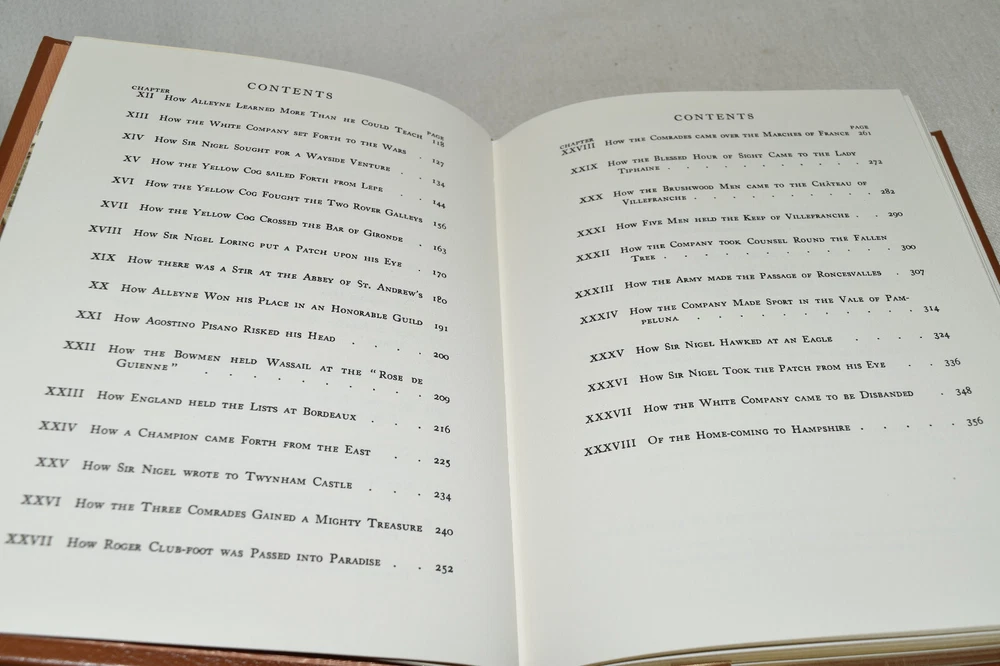 CONTENTS
CHAPTER PAGE
XII How Alleyne Learned More Than he Could Teach 118
XIII How the White Company set Forth to the Wars . 127
XIV How Sir Nigel Sought for a Wayside Venture . . 134
XV How the Yellow Cog sailed Forth from Lepe . . 144
XVI How the Yellow Cog Fought the Two Rover Galleys 156
XVII How the Yellow Cog Crossed the Bar of Gironde . 163
XVIII How Sir Nigel Loring put a Patch upon his Eye . 170
XIX How there was a Stir at the Abbey of St. Andrew's 180
XX How Alleyne Won his Place in an Honorable Guild 191
XXI How Agostino Pisano Risked his Head . . . . 200
XXII How the Bowmen held Wassail at the "Rose de
Guienne" . . . . . . . . . 209
XXIII How England held the Lists at Bordeaux . . . 216
XXIV How a Champion came Forth from the East . . 225
XXV How Sir Nigel wrote to Twynham Castle . . . 234
XXVI How the Three Comrades Gained a Mighty Treasure 240
XXVII How Roger Club-foot was Passed into Paradise . . 252
CONTENTS
CHAPTER PAGE
XXVIII How the Comrades came over the Marches of France 261
XXIX How the Blessed Hour of Sight Came to the Lady
Tiphaine . . . . . . . . . 272
XXX How the Brushwood Men came to the Château of
Villefranche . . . . . . . . 282
XXXI How Five Men held the Keep of Villefranche . . 290
XXXII How the Company took Counsel Round the Fallen
Tree . . . . . . . . . . 300
XXXIII How the Army made the Passage of Roncesvalles . 307
XXXIV How the Company Made Sport in the Vale of Pam-
peluna . . . . . . . . . 314
XXXV How Sir Nigel Hawked at an Eagle . . . . 324
XXXVI How Sir Nigel Took the Patch from his Eye . . 336
XXXVII How the White Company came to be Disbanded . 348
XXXVIII Of the Home-coming to Hampshire . . . . . 356